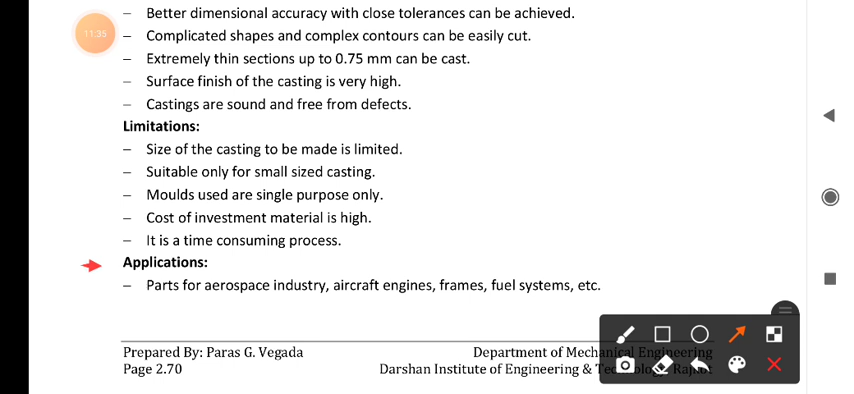 – Better dimensional accuracy with close tolerances can be achieved.
11:35
– Complicated shapes and complex contours can be easily cut.
– Extremely thin sections up to 0.75 mm can be cast.
– Surface finish of the casting is very high.
– Castings are sound and free from defects.
Limitations:
– Size of the casting to be made is limited.
– Suitable only for small sized casting.
– Moulds used are single purpose only.
– Cost of investment material is high.
– It is a time consuming process.
Applications:
– Parts for aerospace industry, aircraft engines, frames, fuel systems, etc.
Prepared By: Paras G. Vegada Department of Mechanical Engineering
Page 2.70 Darshan Institute of Engineering & Technology, Rajkot